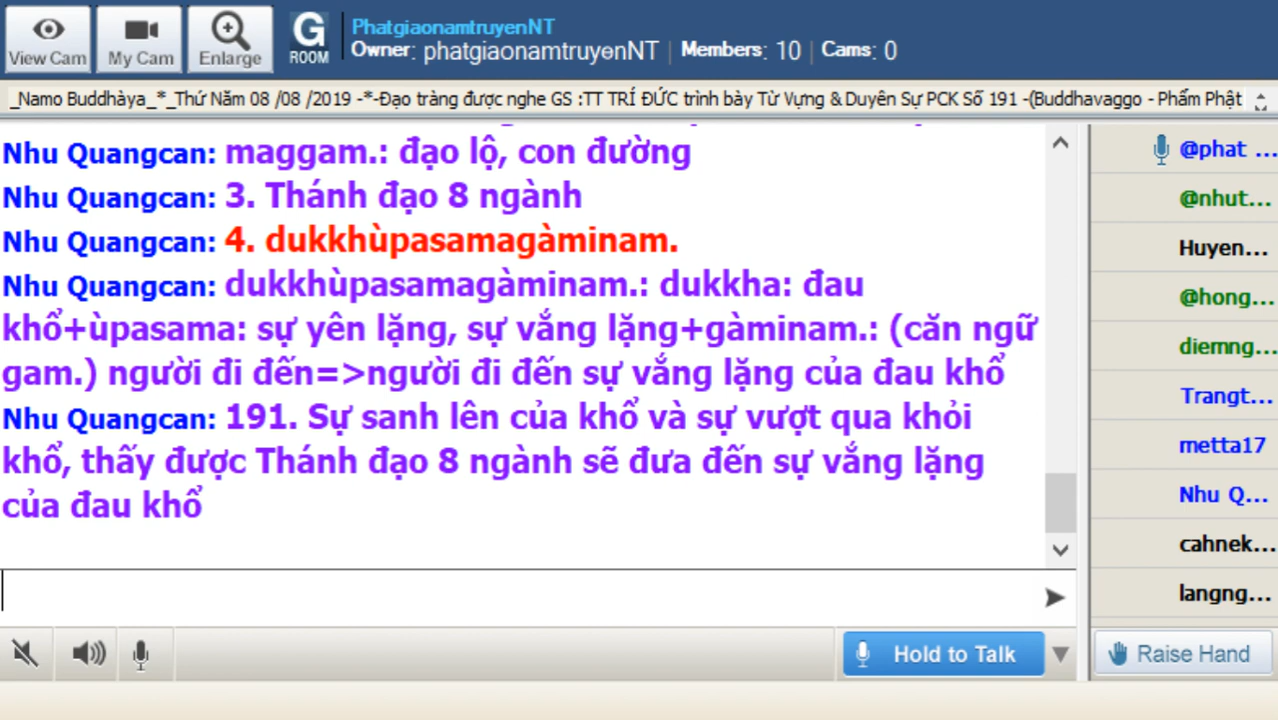 PhatgiaonamtruyenNT
View Cam
My Cam
Enlarge
G ROOM
Owner: phatgiaonamtruyenNT | Members: 10 | Cams: 0
_Namo Buddhàya_*_Thứ Năm 08 /08 /2019 -*-Đạo tràng được nghe GS :TT TRÍ ĐỨC trình bày Từ Vựng & Duyên Sự PCK Số 191 -(Buddhavaggo - Phẩm Phật
Nhu Quangcan: maggam.: đạo lộ, con đường
Nhu Quangcan: 3. Thánh đạo 8 ngành
Nhu Quangcan: 4. dukkhùpasamagàminam.
Nhu Quangcan: dukkhùpasamagàminam.: dukkha: đau
khổ+ùpasama: sự yên lặng, sự vắng lặng+gàminam.: (căn ngữ
gam.) người đi đến=>người đi đến sự vắng lặng của đau khổ
Nhu Quangcan: 191. Sự sanh lên của khổ và sự vượt qua khỏi
khổ, thấy được Thánh đạo 8 ngành sẽ đưa đến sự vắng lặng
của đau khổ
@phat ...
@nhut...
Huyen...
@hong...
diemng...
Trangt...
metta17
Nhu Q...
cahnek...
langng...
Hold to Talk
Raise Hand